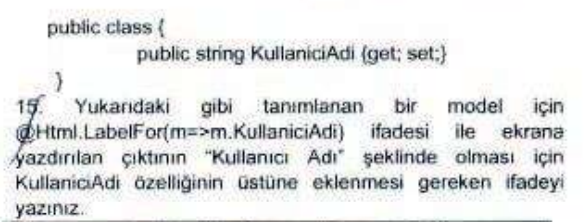 public class {
public string KullaniciAdi {get; set;}
}
15. Yukarıdaki gibi tanımlanan bir model için
@Html.LabelFor(m=>m.KullaniciAdi) ifadesi ile ekrana
yazdırılan çıktının "Kullanıcı Adı" şeklinde olması için
KullaniciAdi özelliğinin üstüne eklenmesi gereken ifadeyi
yazınız.